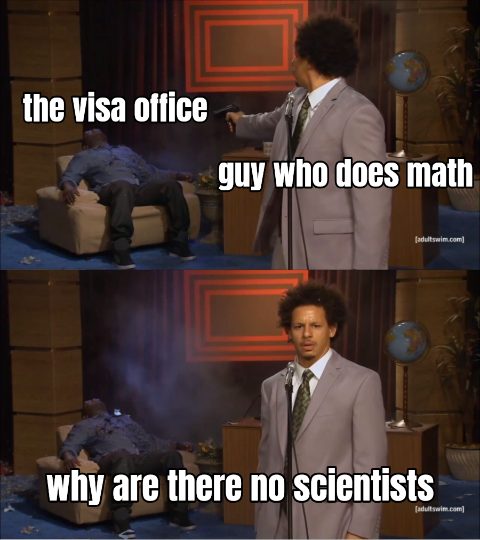 the visa office
guy who does math
[adultswim.com]
why are there no scientists
[adultswim.com]